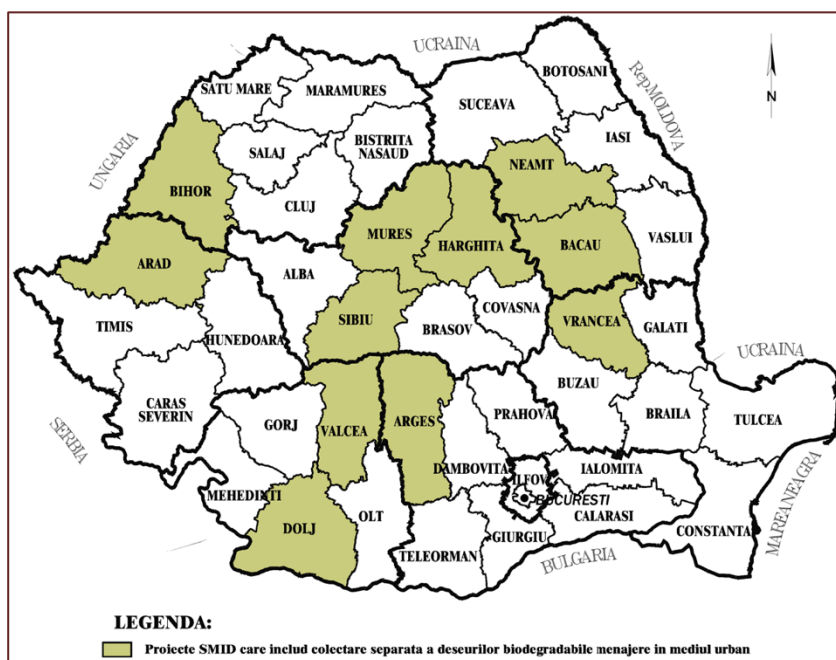 UCRAINA
BOTOSANI
SATU MARE
MARAMURES
SUCEAVA
Rep.MOLDOVA
N
IASI
UNGARIA
SALAJ
BISTRITA
NASAUD
NEAMT
BIHOR
CLUJ
MURES
HARGHITA
BACAU
VASLUI
ARAD
ALBA
COVASNA
SIBIU
BRASOV
VRANCEA
GALATI
TIMIS
HUNEDOARA
UCRAINA
CARAS
SEVERIN
BUZAU
GORJ
VALCEA
ARGES
PRAHOVA
BRAILA
TULCEA
SERBIA
DAMBOVITA
IALOMITA
ILFOV
MEHEDINTI
BUCURESTI
OLT
CALARASI
DOLJ
GIURGIU
CONSTANTA
MAREANEAGRA
TELEORMAN
BULGARIA
LEGENDA:
Proiecte SMID care includ colectare separata a deseurilor biodegradabile menajere in mediul urban